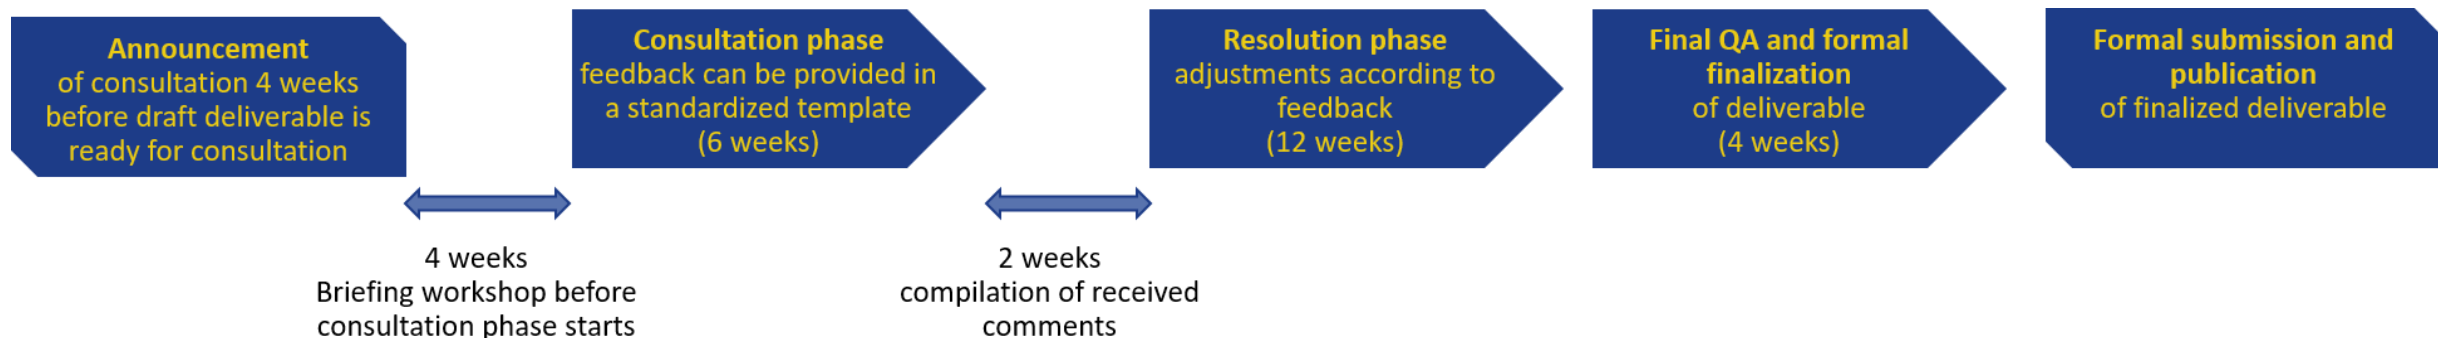 Announcement
of consultation 4 weeks
before draft deliverable is
ready for consultation
4 weeks
Briefing workshop before
consultation phase starts
Consultation phase
feedback can be provided in
a standardized template
(6 weeks)
2 weeks
compilation of received
comments
Resolution phase
adjustments according to
feedback
(12 weeks)
Final QA and formal
finalization
of deliverable
(4 weeks)
Formal submission and
publication
of finalized deliverable